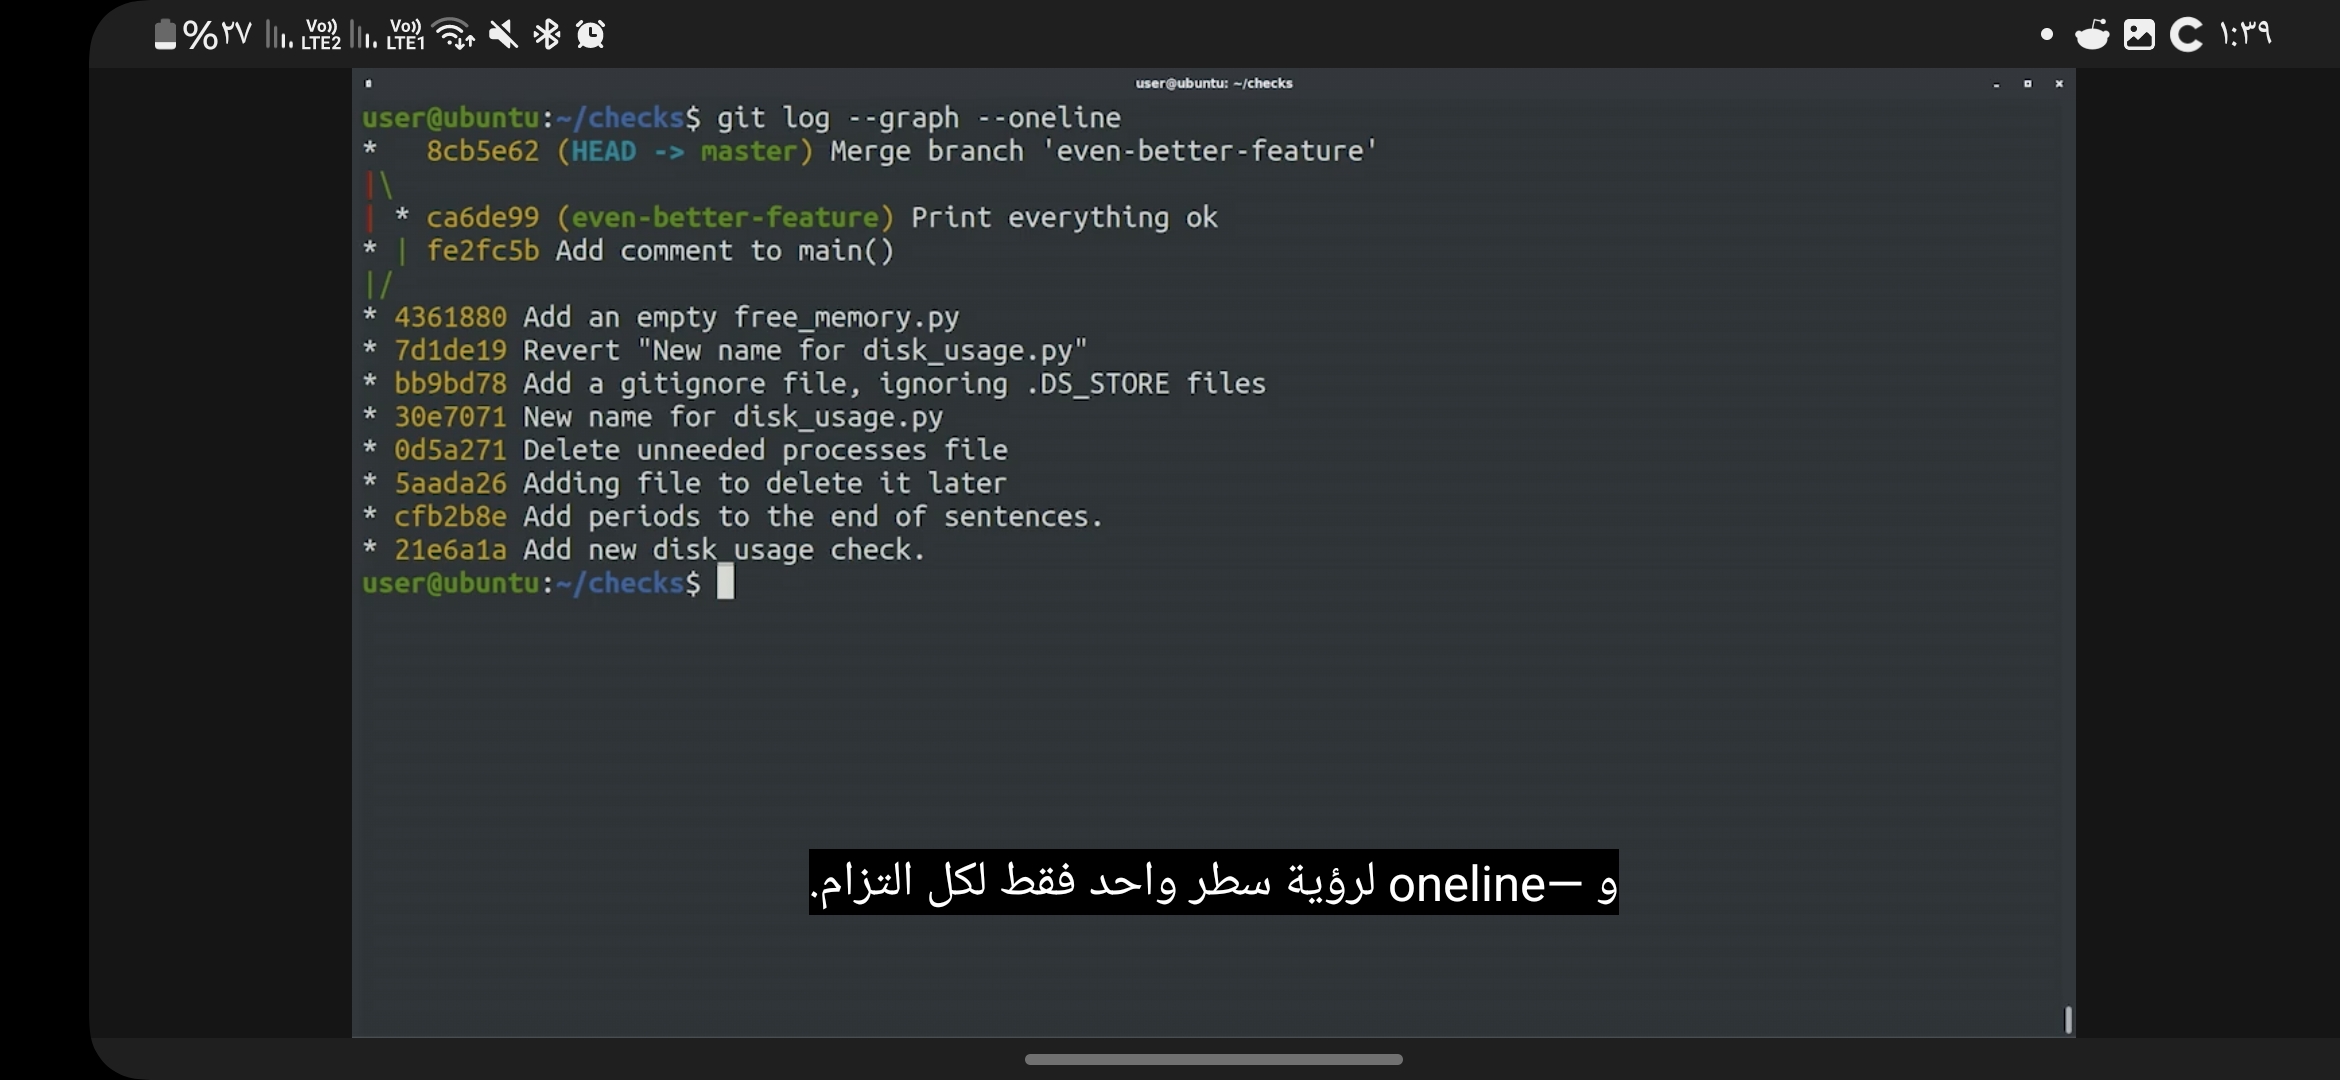 %٢٧ Vo)) LTE2 Vo)) LTE1 ١:٣٩
user@ubuntu: ~/checks
user@ubuntu:~/checks$ git log --graph --oneline
*   8cb5e62 (HEAD -> master) Merge branch 'even-better-feature'
|\
| * ca6de99 (even-better-feature) Print everything ok
* | fe2fc5b Add comment to main()
|/
* 4361880 Add an empty free_memory.py
* 7d1de19 Revert "New name for disk_usage.py"
* bb9bd78 Add a gitignore file, ignoring .DS_STORE files
* 30e7071 New name for disk_usage.py
* 0d5a271 Delete unneeded processes file
* 5aada26 Adding file to delete it later
* cfb2b8e Add periods to the end of sentences.
* 21e6a1a Add new disk_usage check.
user@ubuntu:~/checks$
و —oneline لرؤية سطر واحد فقط لكل التزام.